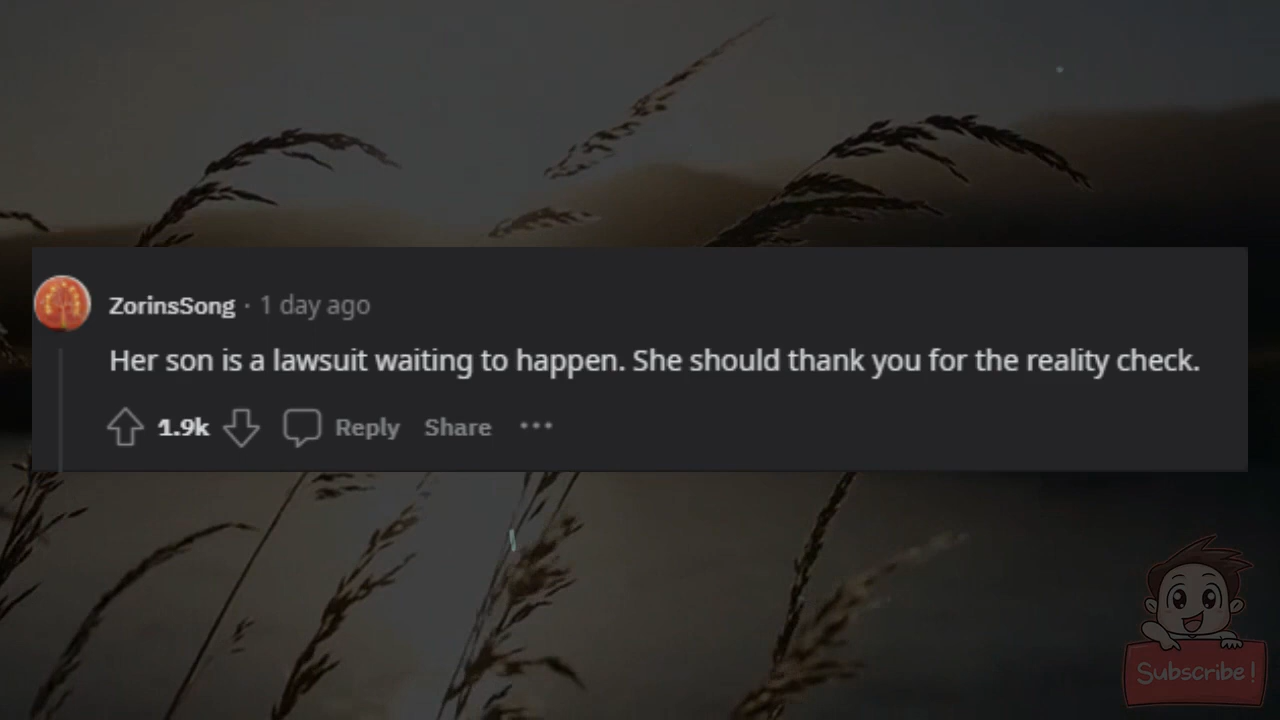 ZorinsSong · 1 day ago
Her son is a lawsuit waiting to happen. She should thank you for the reality check.
1.9k Reply Share ···
Subscribe!